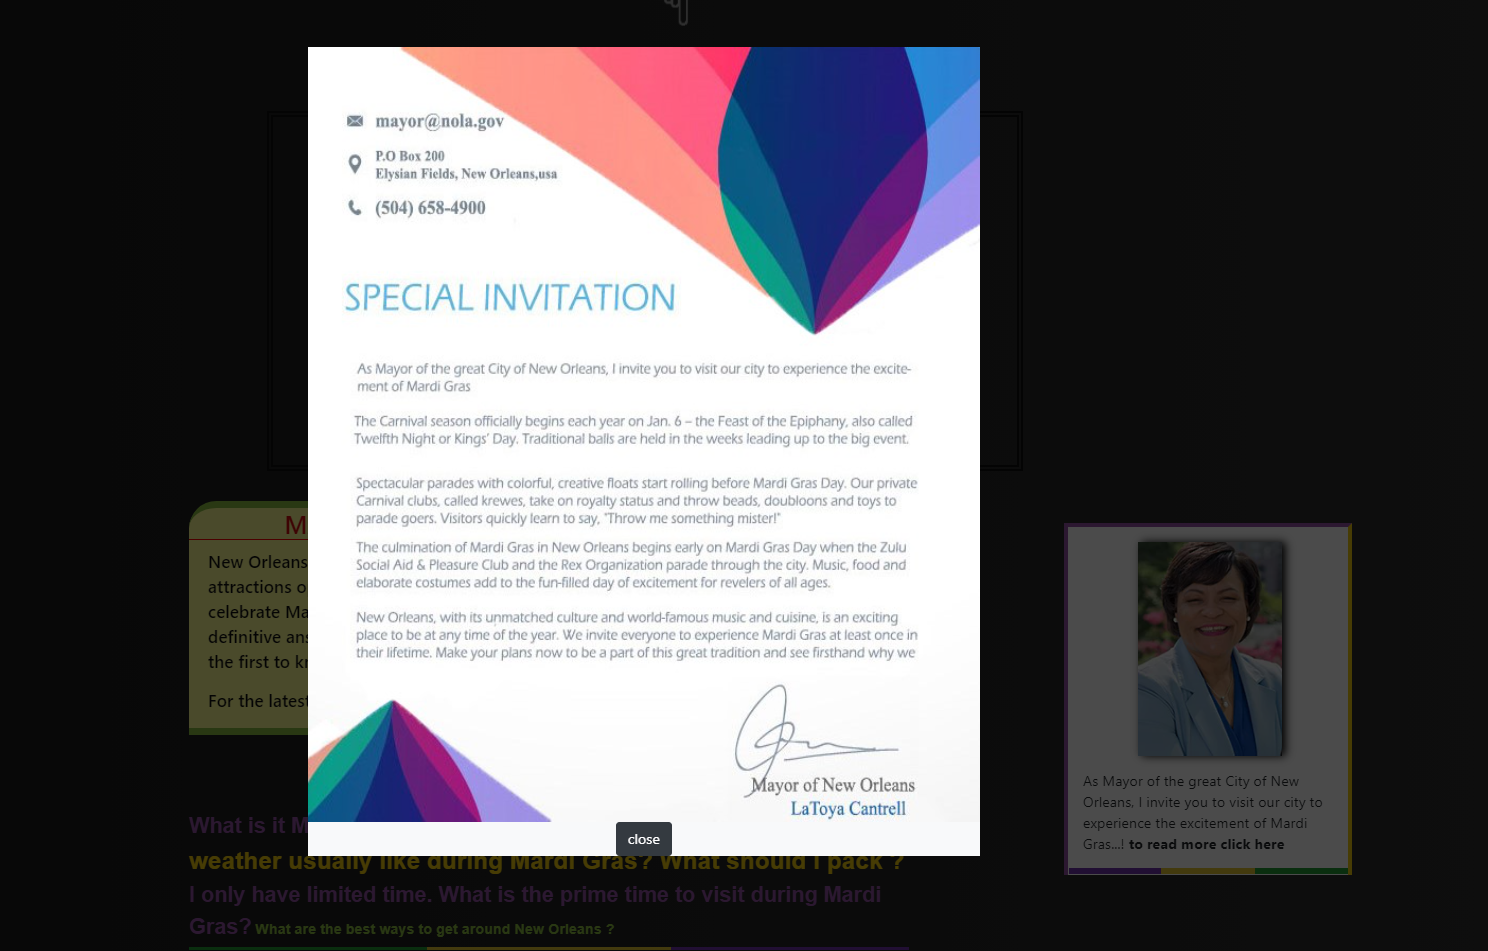 mayor@nola.gov
P.O Box 200
Elysian Fields, New Orleans,usa
(504) 658-4900
SPECIAL INVITATION
As Mayor of the great City of New Orleans, I invite you to visit our city to experience the excite-
ment of Mardi Gras
The Carnival season officially begins each year on Jan. 6 – the Feast of the Epiphany, also called
Twelfth Night or Kings' Day. Traditional balls are held in the weeks leading up to the big event.
Spectacular parades with colorful, creative floats start rolling before Mardi Gras Day. Our private
Carnival clubs, called krewes, take on royalty status and throw beads, doubloons and toys to
parade goers. Visitors quickly learn to say, "Throw me something mister!"
The culmination of Mardi Gras in New Orleans begins early on Mardi Gras Day when the Zulu
Social Aid & Pleasure Club and the Rex Organization parade through the city. Music, food and
elaborate costumes add to the fun-filled day of excitement for revelers of all ages.
New Orleans, with its unmatched culture and world-famous music and cuisine, is an exciting
place to be at any time of the year. We invite everyone to experience Mardi Gras at least once in
their lifetime. Make your plans now to be a part of this great tradition and see firsthand why we
Mayor of New Orleans
LaToya Cantrell
close
M
New Orleans
attractions o
celebrate Ma
definitive ans
the first to kr
For the latest
What is it M
weather usually like during Mardi Gras? What should I pack ?
I only have limited time. What is the prime time to visit during Mardi
Gras? What are the best ways to get around New Orleans ?
As Mayor of the great City of New
Orleans, I invite you to visit our city to
experience the excitement of Mardi
Gras...! to read more click here